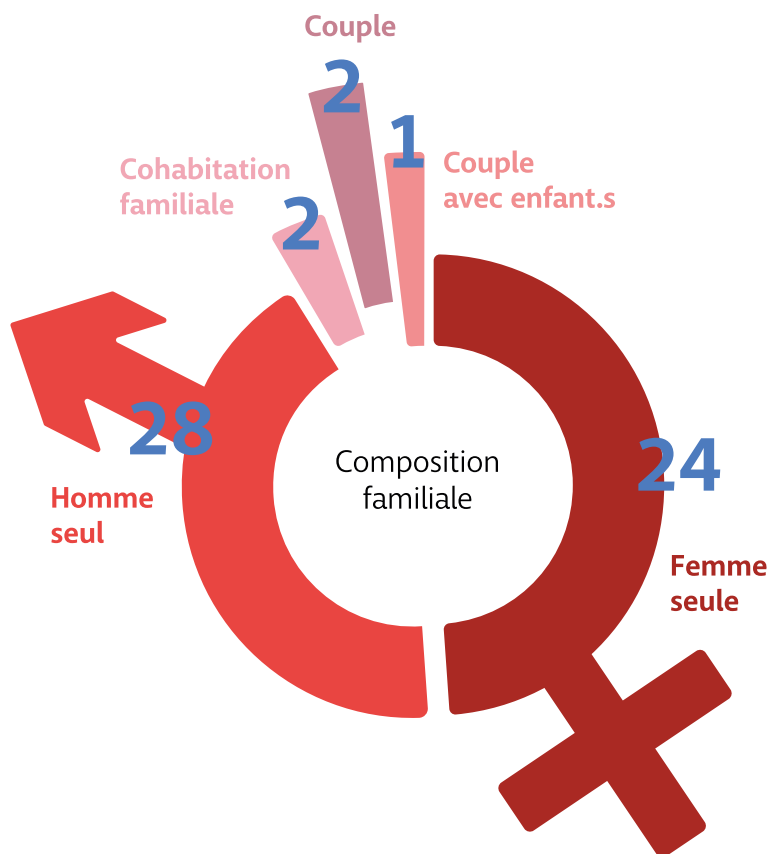 Couple
2
1
Couple
avec enfant.s
Cohabitation
familiale
2
28
Homme
seul
Composition
familiale
24
Femme
seule